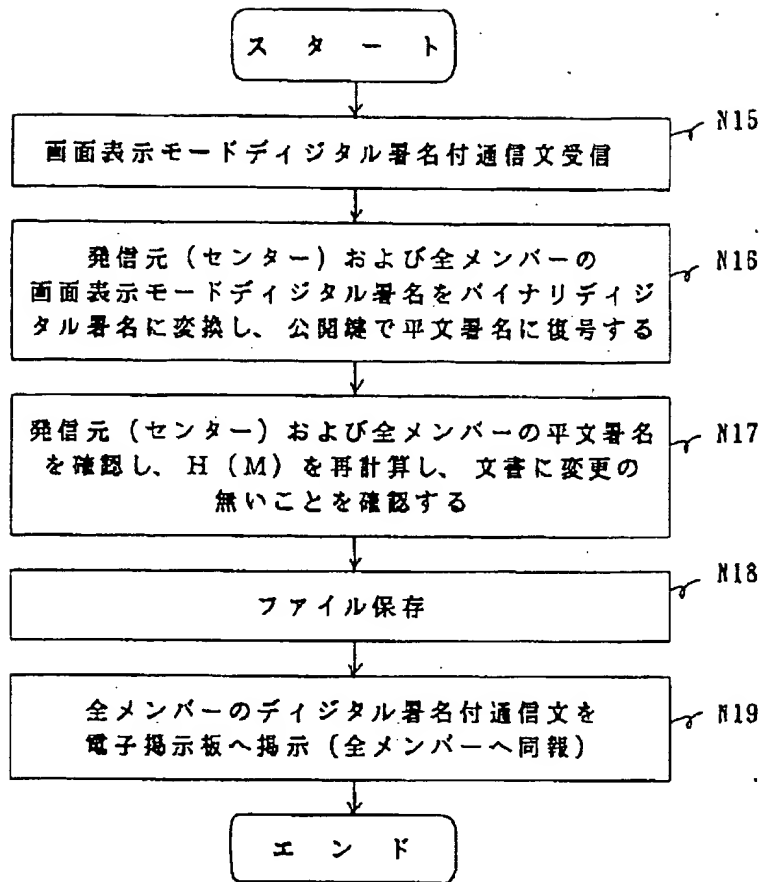 スタート
N15
画面表示モードディジタル署名付通信文受信
N16
発信元（センター）および全メンバーの
画面表示モードディジタル署名をバイナリディジ
タル署名に変換し、公開鍵で平文署名に復号する
N17
発信元（センター）および全メンバーの平文署名
を確認し、H（M）を再計算し、文書に変更の
無いことを確認する
N18
ファイル保存
N19
全メンバーのディジタル署名付通信文を
電子掲示板へ掲示（全メンバーへ同報）
エンド